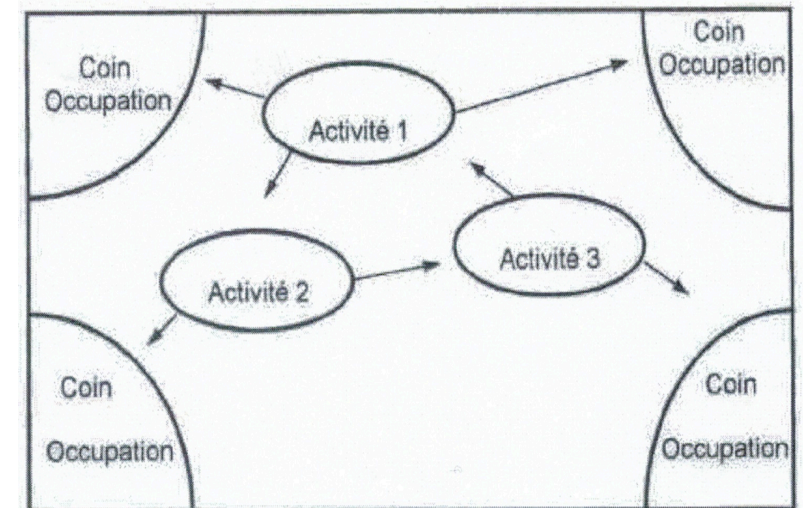 Coin
Occupation
Coin
Occupation
Activité 1
Activité 3
Activité 2
Coin
Occupation
Coin
Occupation